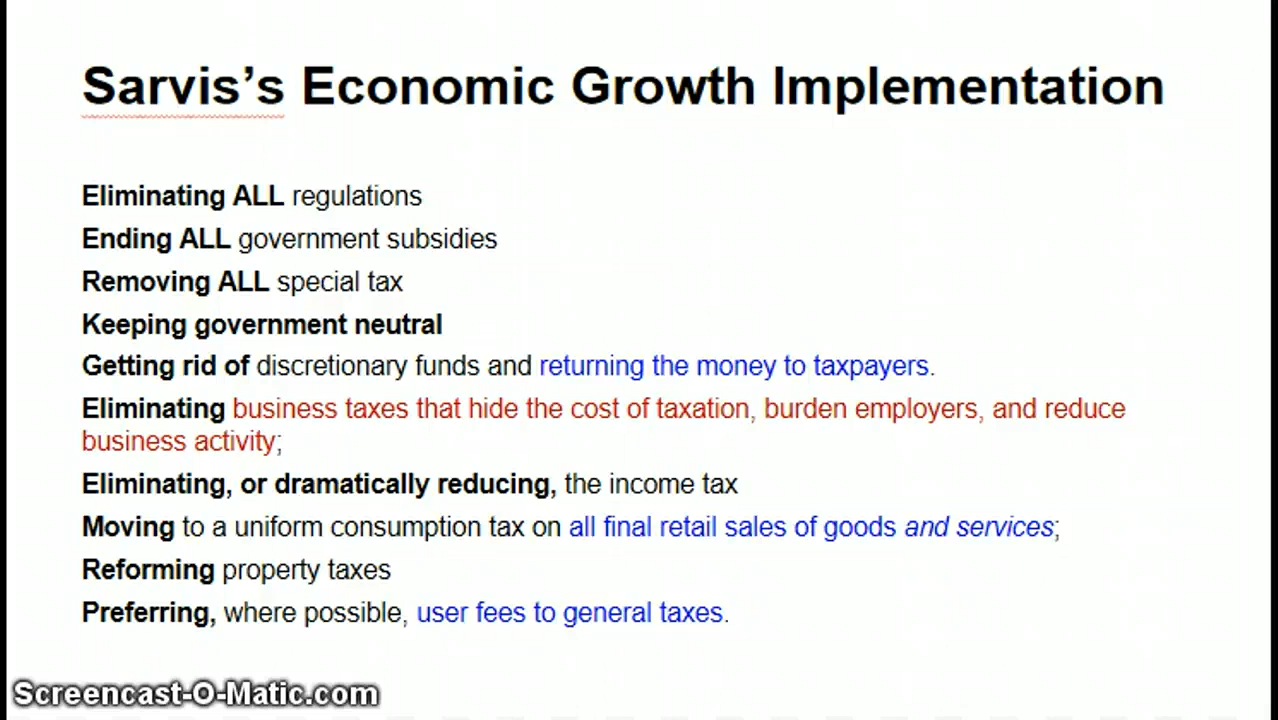 Sarvis’s Economic Growth Implementation
Eliminating ALL regulations
Ending ALL government subsidies
Removing ALL special tax
Keeping government neutral
Getting rid of discretionary funds and returning the money to taxpayers.
Eliminating business taxes that hide the cost of taxation, burden employers, and reduce
business activity;
Eliminating, or dramatically reducing, the income tax
Moving to a uniform consumption tax on all final retail sales of goods and services;
Reforming property taxes
Preferring, where possible, user fees to general taxes.
Screencast-O-Matic.com